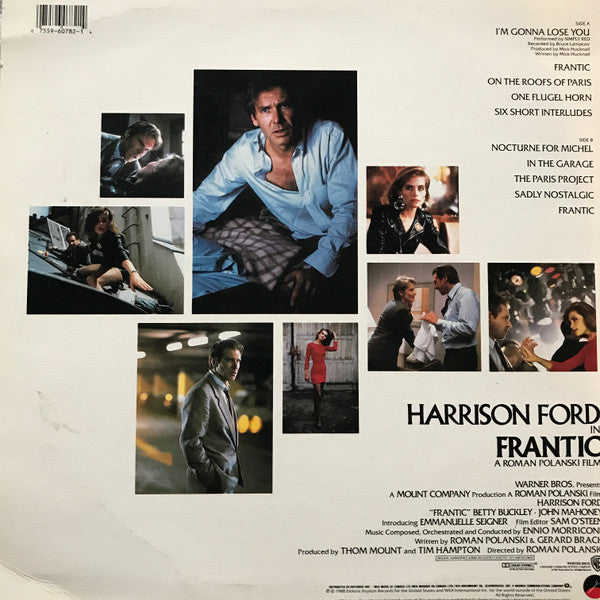 0 7559-60782-1 4
SIDE A
I'M GONNA LOSE YOU
Performed by SIMPLY RED
Recorded by Bruce Lampcov
Produced by Mick Hucknall
Written by Mick Hucknall
FRANTIC
ON THE ROOFS OF PARIS
ONE FLUGEL HORN
SIX SHORT INTERLUDES
SIDE B
NOCTURNE FOR MICHEL
IN THE GARAGE
THE PARIS PROJECT
SADLY NOSTALGIC
FRANTIC
HARRISON FORD
IN
FRANTIC
A ROMAN POLANSKI FILM
WARNER BROS. Presents
A MOUNT COMPANY Production A ROMAN POLANSKI Film
HARRISON FORD
"FRANTIC" BETTY BUCKLEY · JOHN MAHONEY
Introducing EMMANUELLE SEIGNER Film Editor SAM O'STEEN
Music Composed, Orchestrated and Conducted by ENNIO MORRICONE
Written by ROMAN POLANSKI & GERARD BRACH
Produced by THOM MOUNT and TIM HAMPTON Directed by ROMAN POLANSKI
DOLBY STEREO